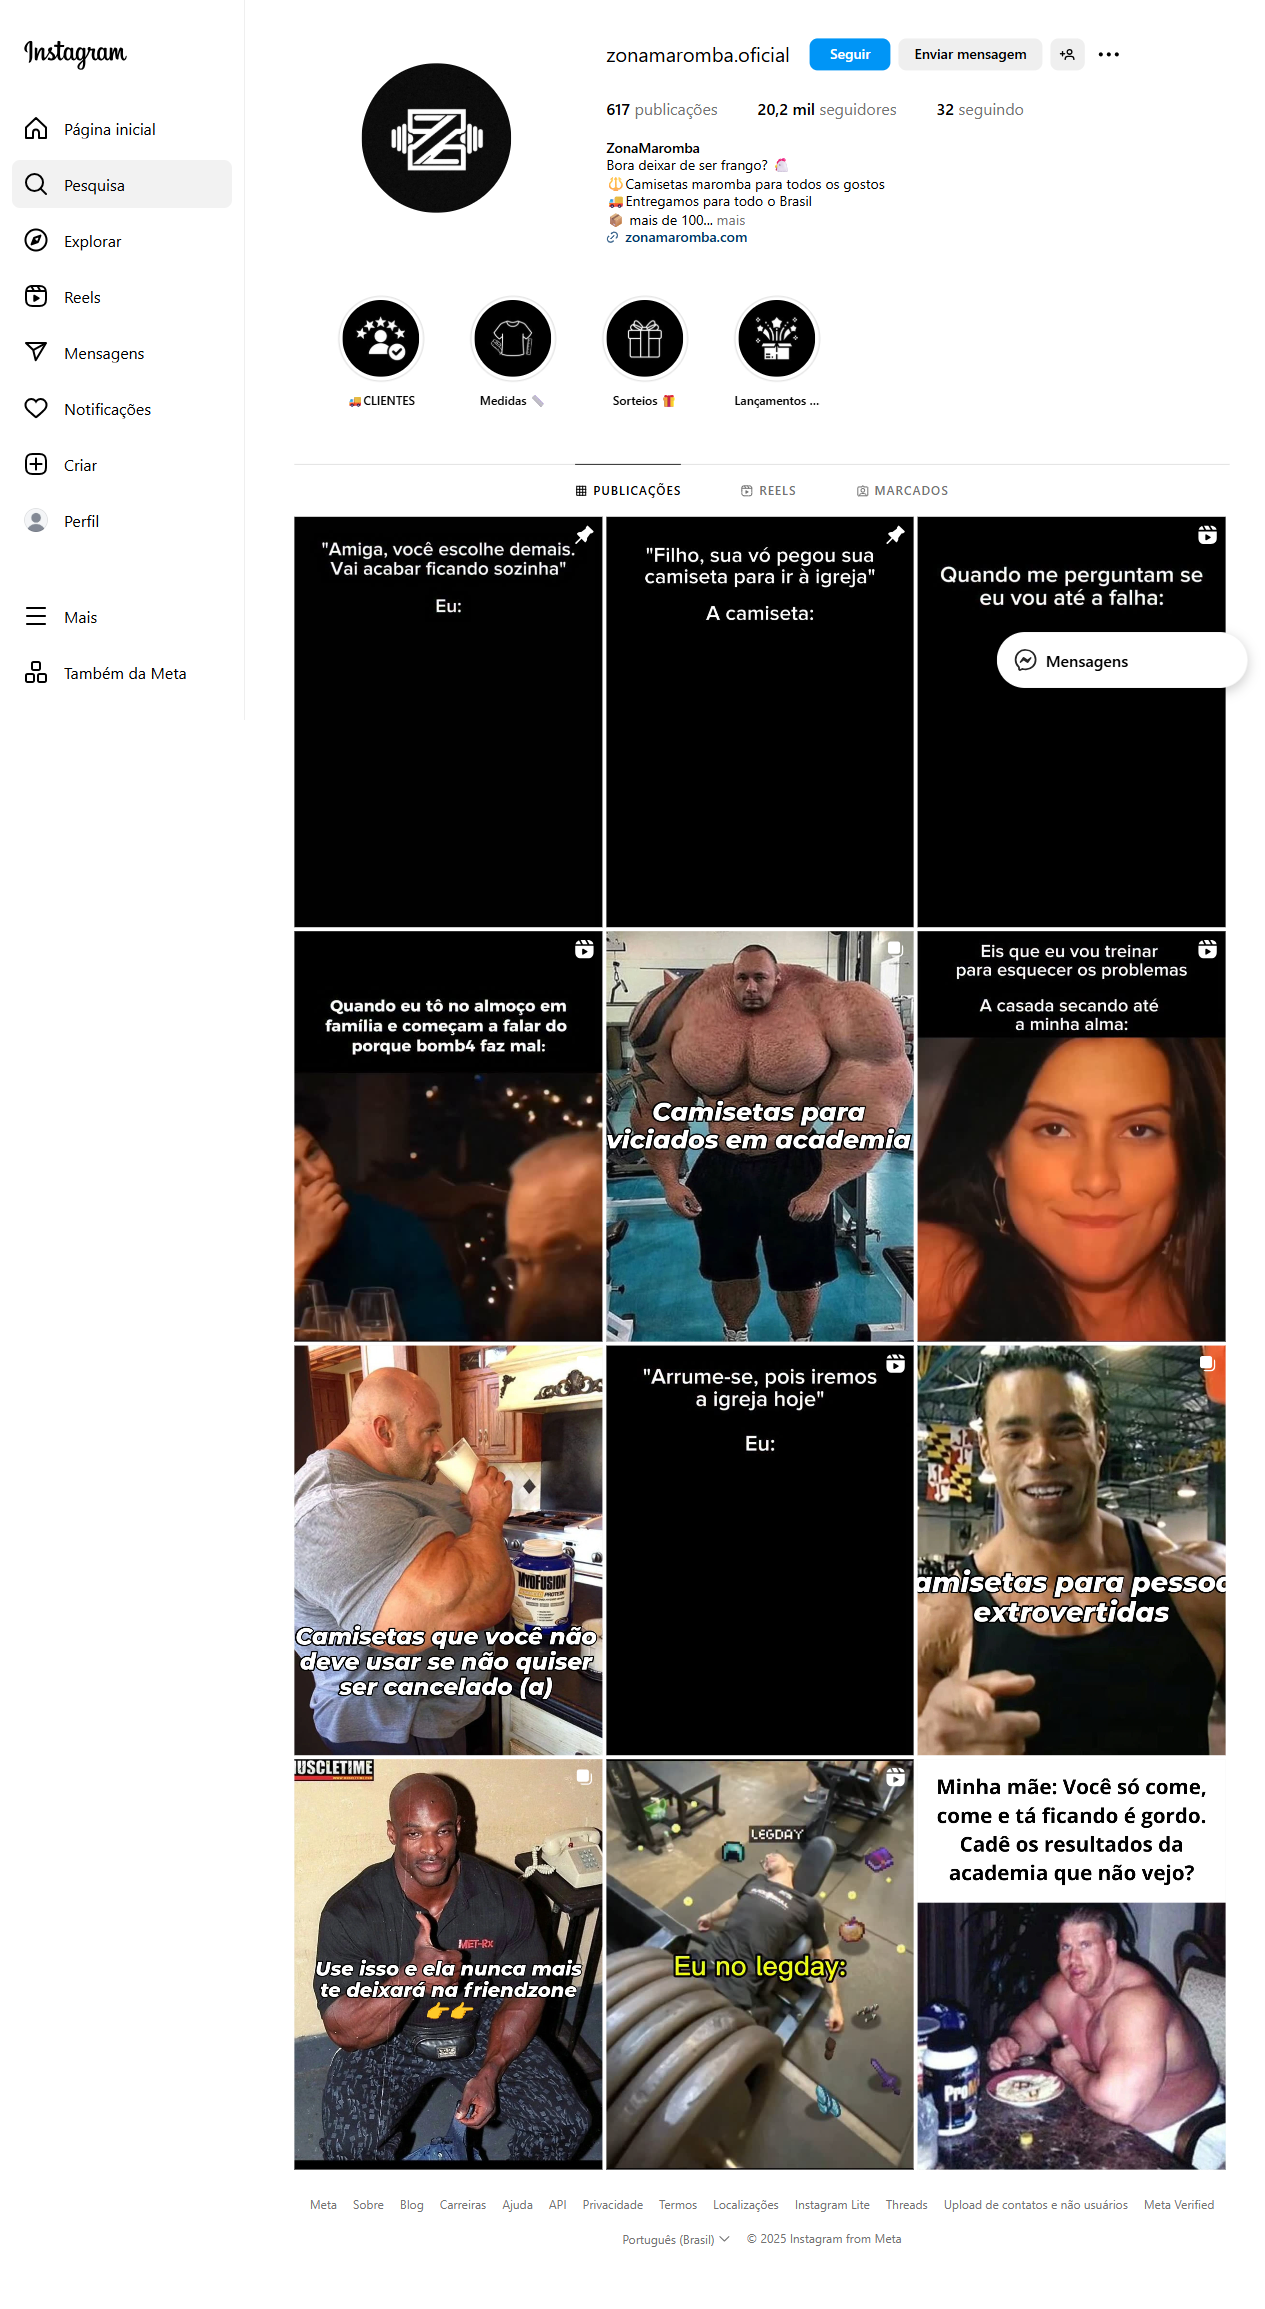 Instagram
Página inicial
Pesquisa
Explorar
Reels
Mensagens
Notificações
Criar
Perfil
Mais
Também da Meta
zonamaromba.oficial
Seguir
Enviar mensagem
617 publicações
20,2 mil seguidores
32 seguindo
ZonaMaromba
Bora deixar de ser frango?
Camisetas maromba para todos os gostos
Entregamos para todo o Brasil
mais de 100... mais
zonamaromba.com
CLIENTES
Medidas
Sorteios
Lançamentos ...
PUBLICAÇÕES
REELS
MARCADOS
"Amiga, você escolhe demais.
Vai acabar ficando sozinha"
Eu:
"Filho, sua vó pegou sua
camiseta para ir à igreja"
A camiseta:
Quando me perguntam se
eu vou até a falha:
Mensagens
Quando eu tô no almoço em
família e começam a falar do
porque bomb4 faz mal:
Camisetas para
viciados em academia
Eis que eu vou treinar
para esquecer os problemas
A casada secando até
a minha alma:
MYOFUSION
Camisetas que você não
deve usar se não quiser
ser cancelado (a)
"Arrume-se, pois iremos
a igreja hoje"
Eu:
amisetas para pessoa
extrovertidas
MUSCLETIME
MET-RX
Use isso e ela nunca mais
te deixará na friendzone
LEGDAY
Eu no legday:
Minha mãe: Você só come,
come e tá ficando é gordo.
Cadê os resultados da
academia que não vejo?
Pro
Meta
Sobre
Blog
Carreiras
Ajuda
API
Privacidade
Termos
Localizações
Instagram Lite
Threads
Upload de contatos e não usuários
Meta Verified
Português (Brasil)
© 2025 Instagram from Meta